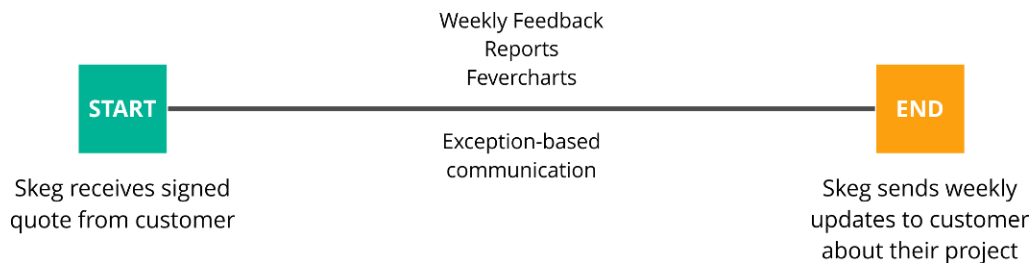 Weekly Feedback
Reports
Fevercharts
START
END
Exception-based
communication
Skeg receives signed
quote from customer
Skeg sends weekly
updates to customer
about their project